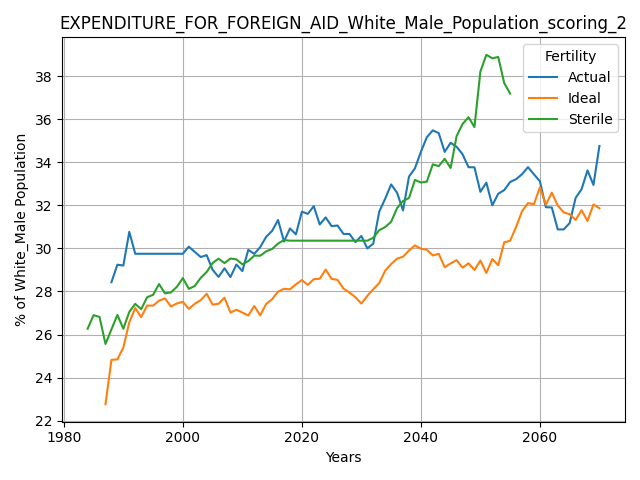 EXPENDITURE_FOR_FOREIGN_AID_White_Male_Population_scoring_2
Fertility
Actual
Ideal
Sterile
% of White_Male Population
38
36
34
32
30
28
26
24
22
1980
2000
2020
2040
2060
Years